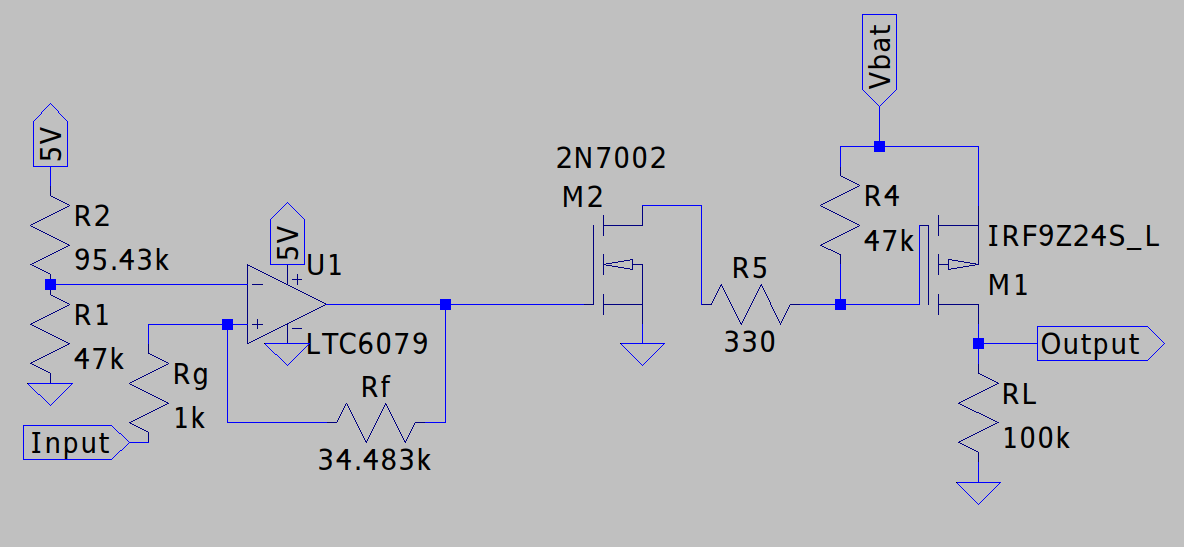 5V
R2
95.43k
R1
47k
Rg
1k
Input
5V
U1
LTC6079
Rf
34.483k
2N7002
M2
R5
330
Vbat
R4
47k
IRF9Z24S_L
M1
Output
RL
100k